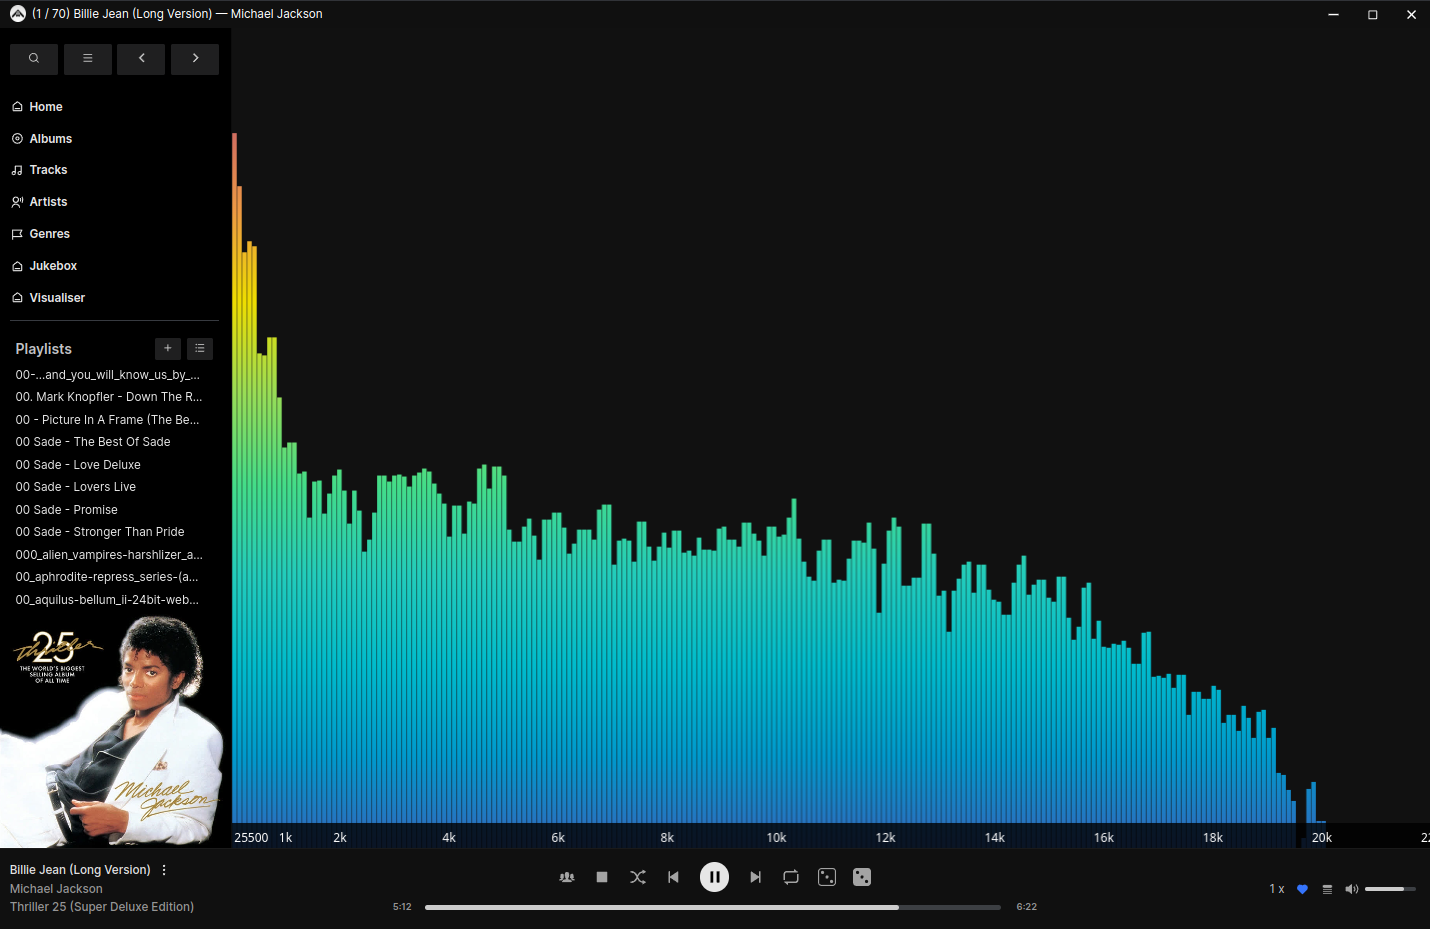 (1 / 70) Billie Jean (Long Version) — Michael Jackson
Home
Albums
Tracks
Artists
Genres
Jukebox
Visualiser
Playlists
00-...and_you_will_know_us_by_...
00. Mark Knopfler - Down The R...
00 - Picture In A Frame (The Be...
00 Sade - The Best Of Sade
00 Sade - Love Deluxe
00 Sade - Lovers Live
00 Sade - Promise
00 Sade - Stronger Than Pride
000_alien_vampires-harshlizer_a...
00_aphrodite-repress_series-(a...
00_aquilus-bellum_ii-24bit-web...
25
Thriller
THE WORLD'S BIGGEST
SELLING ALBUM
OF ALL TIME
Michael
Jackson
25500 1k 2k 4k 6k 8k 10k 12k 14k 16k 18k 20k 22
Billie Jean (Long Version)
Michael Jackson
Thriller 25 (Super Deluxe Edition)
5:12
6:22
1 x